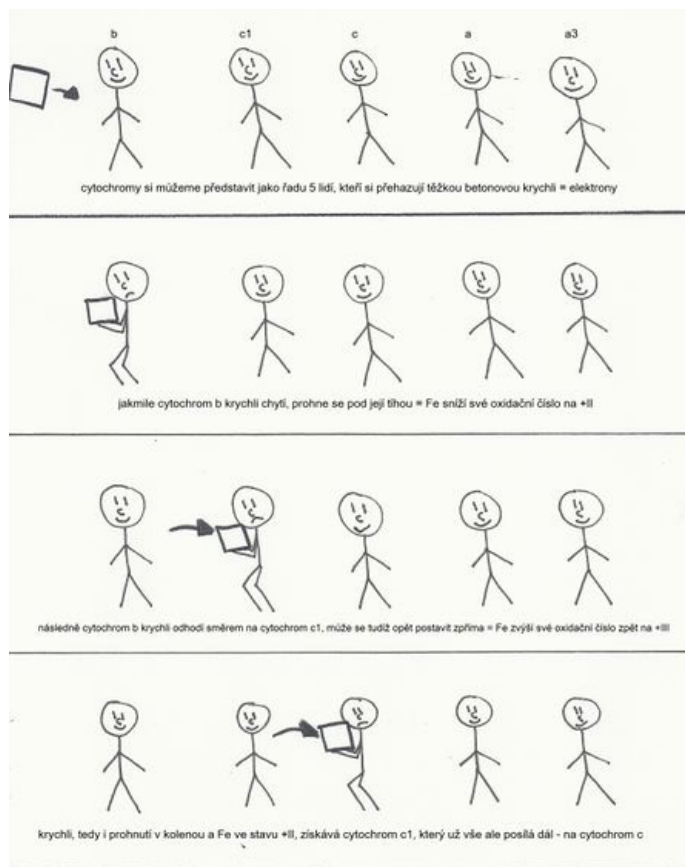 b c1 c a a3
cytochromy si můžeme představit jako řadu 5 lidí, kteří si přehazují těžkou betonovou krychli = elektrony
jakmile cytochrom b krychli chytí, prohne se pod její tíhou = Fe sníží své oxidační číslo na +II
následně cytochrom b krychli odhodí směrem na cytochrom c1, může se tudíž opět postavit zpříma = Fe zvýší své oxidační číslo zpět na +III
krychli, tedy i prohnutí v kolenou a Fe ve stavu +II, získává cytochrom c1, který už vše ale posílá dál - na cytochrom c